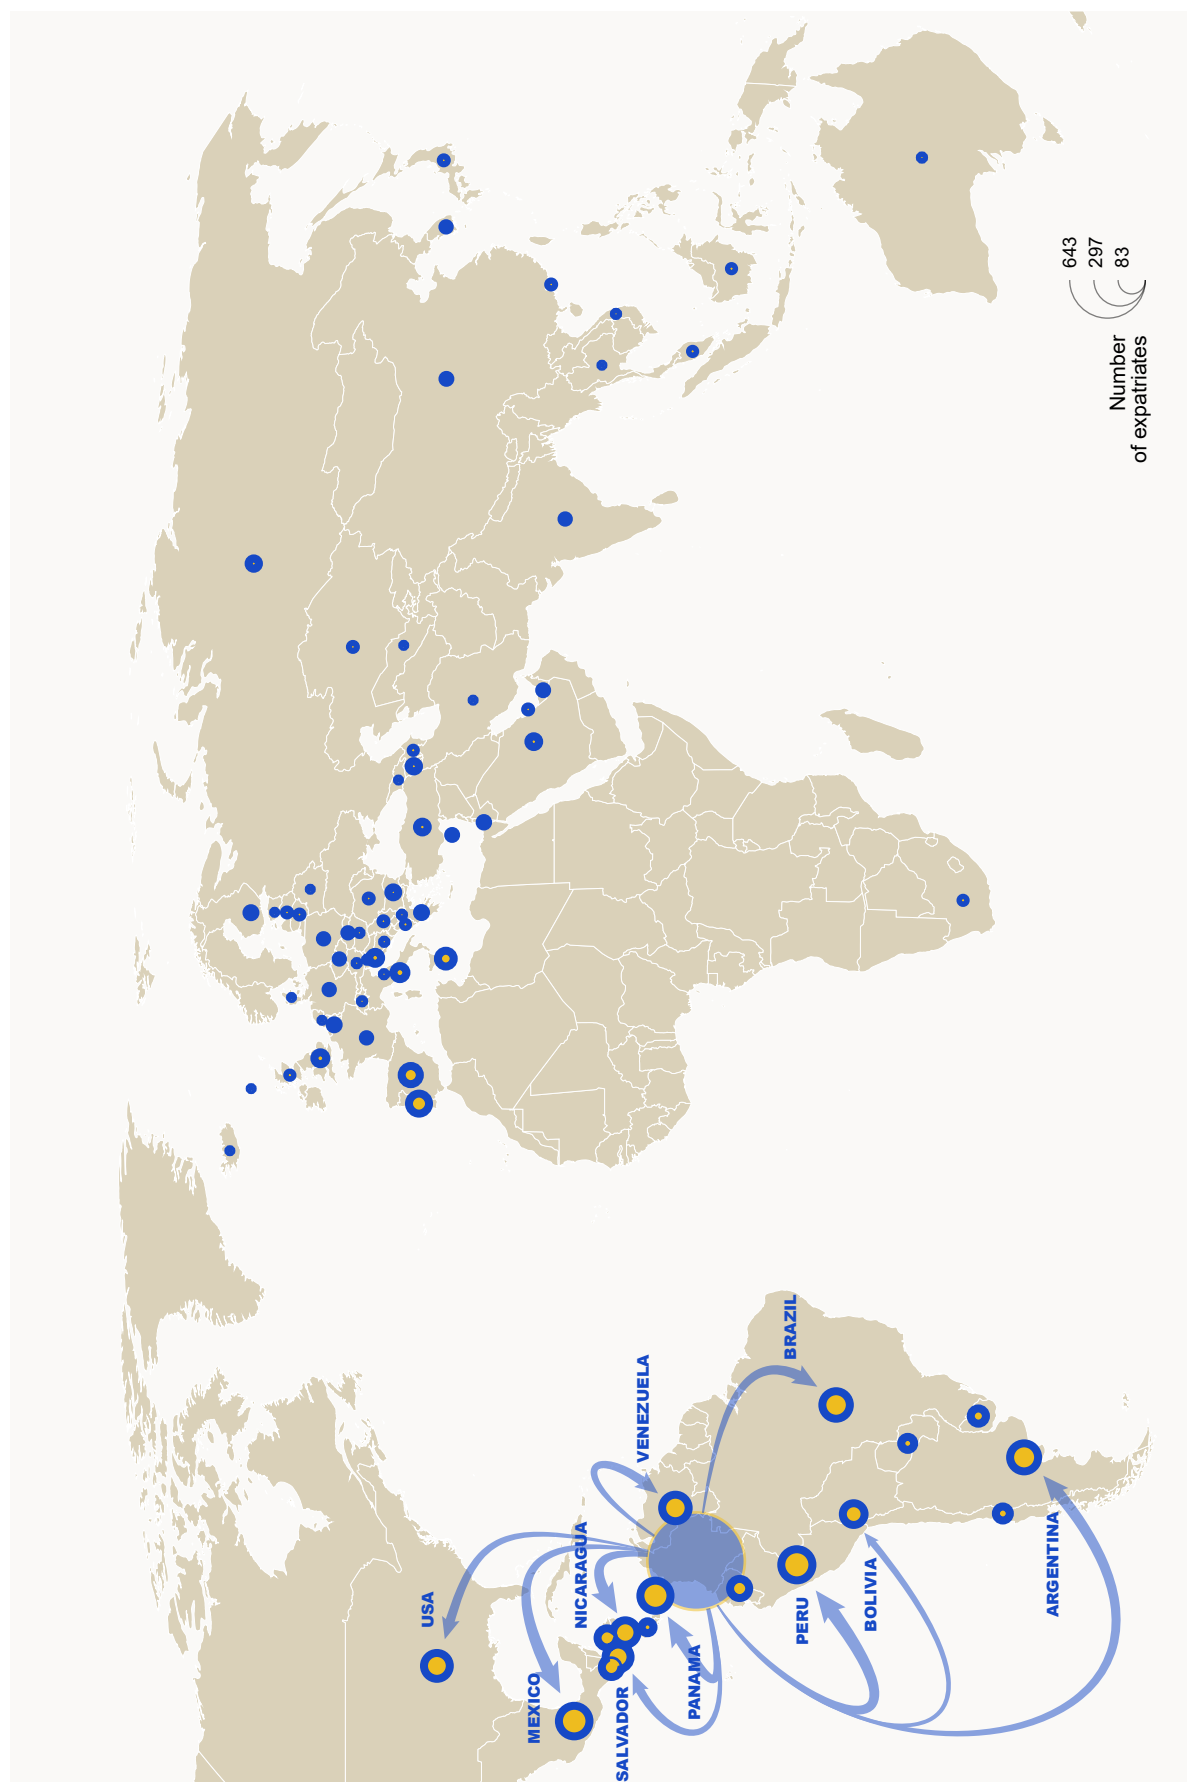 USA
MEXICO
NICARAGUA
SALVADOR
PANAMA
VENEZUELA
BRAZIL
PERU
BOLIVIA
ARGENTINA
Number
of expatriates
643
297
83